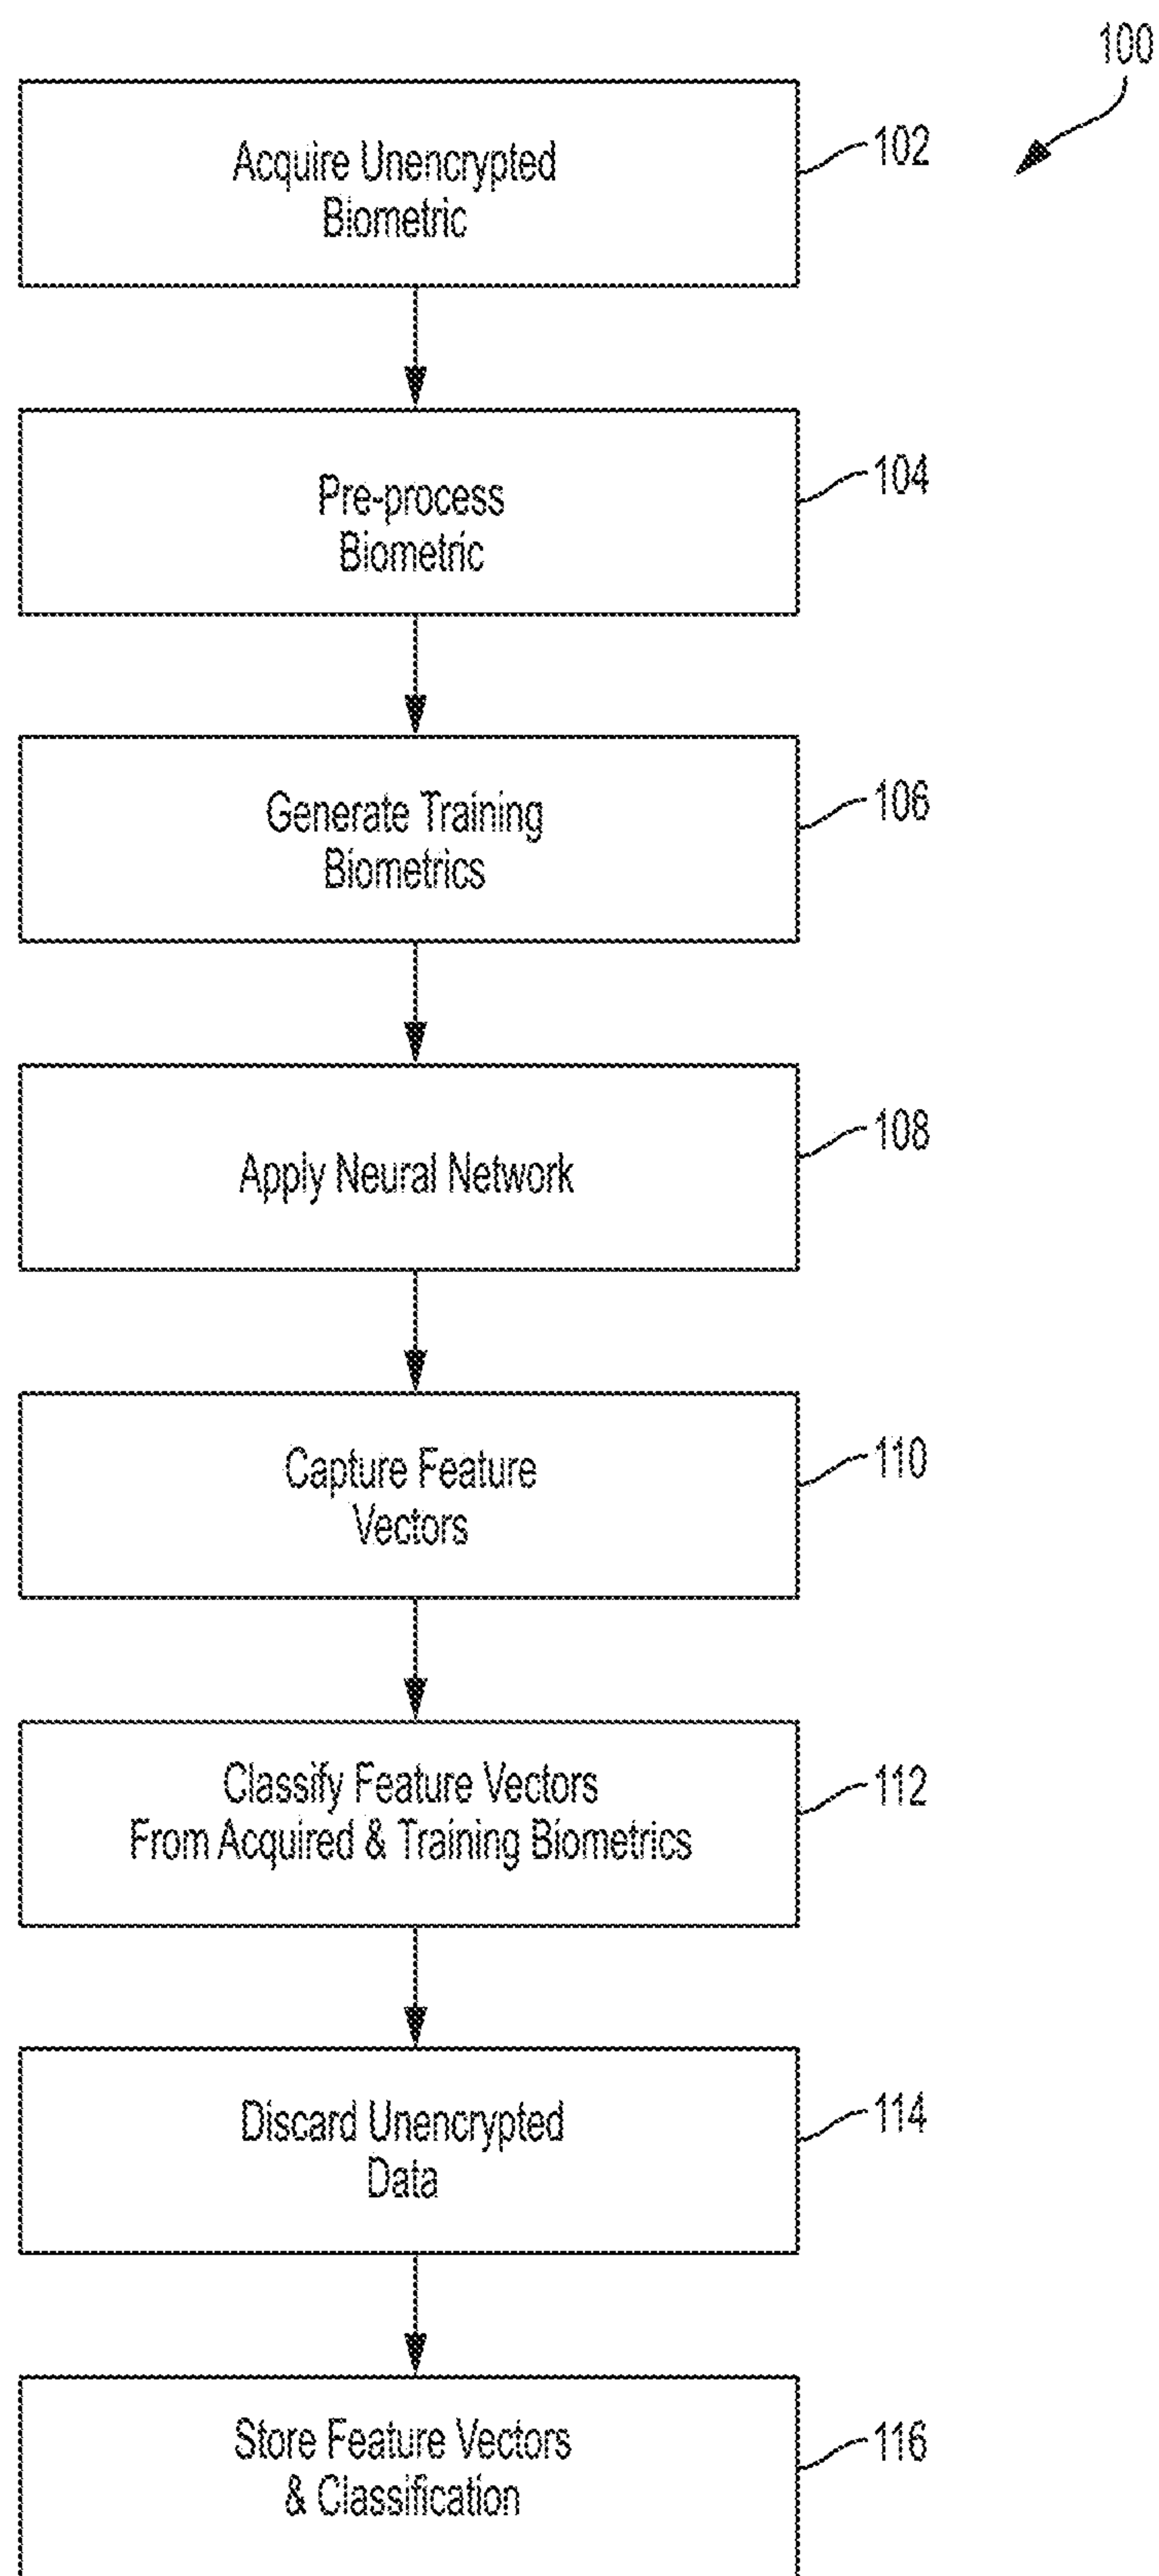 100
Acquire Unencrypted
Biometric
102
Pre-process
Biometric
104
Generate Training
Biometrics
106
Apply Neural Network
108
Capture Feature
Vectors
110
Classify Feature Vectors
From Acquired & Training Biometrics
112
Discard Unencrypted
Data
114
Store Feature Vectors
& Classification
116